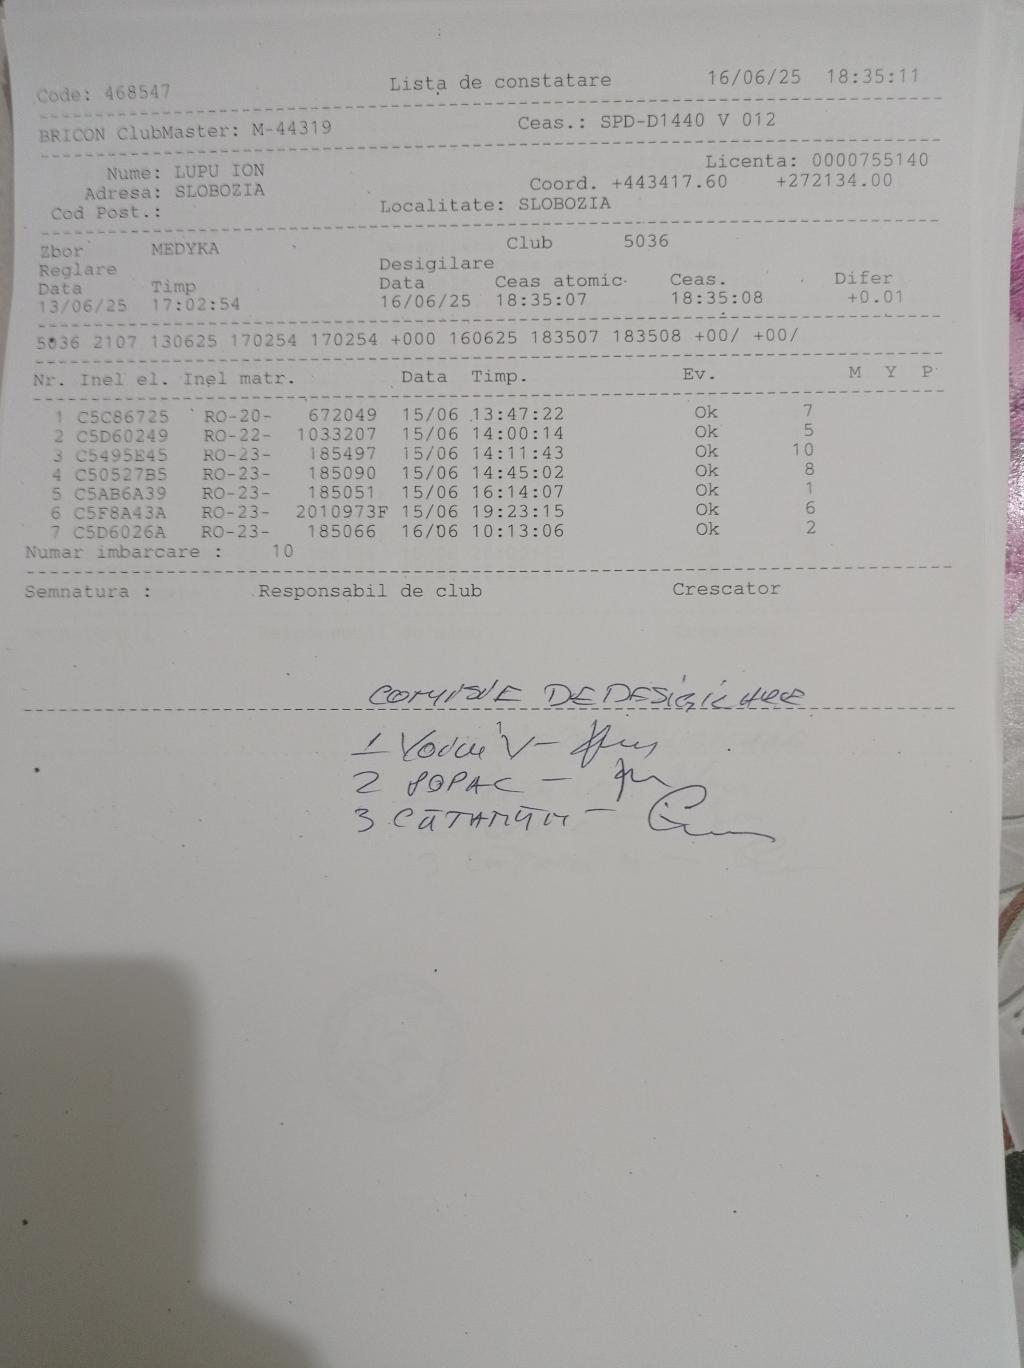 Code: 468547 Lista de constatare 16/06/25 18:35:11
BRICON ClubMaster: M-44319 Ceas.: SPD-D1440 V 012
Nume: LUPU ION Licenta: 0000755140
Adresa: SLOBOZIA Coord. +443417.60 +272134.00
Cod Post.: Localitate: SLOBOZIA
Zbor MEDYKA Club 5036
Reglare Desigilare
Data Timp Data Ceas atomic Ceas. Difer
13/06/25 17:02:54 16/06/25 18:35:07 18:35:08 +0.01
5036 2107 130625 170254 170254 +000 160625 183507 183508 +00/ +00/
Nr. Inel el. Inel matr. Data Timp. Ev. M Y P
1 C5C86725 RO-20- 672049 15/06 13:47:22 Ok 7
2 C5D60249 RO-22- 1033207 15/06 14:00:14 Ok 5
3 C5495E45 RO-23- 185497 15/06 14:11:43 Ok 10
4 C50527B5 RO-23- 185090 15/06 14:45:02 Ok 8
5 C5AB6A39 RO-23- 185051 15/06 16:14:07 Ok 1
6 C5F8A43A RO-23- 2010973F 15/06 19:23:15 Ok 6
7 C5D6026A RO-23- 185066 16/06 10:13:06 Ok 2
Numar imbarcare : 10
Semnatura : Responsabil de club Crescator
COMISIE DE DESIGILARE
1
2
3